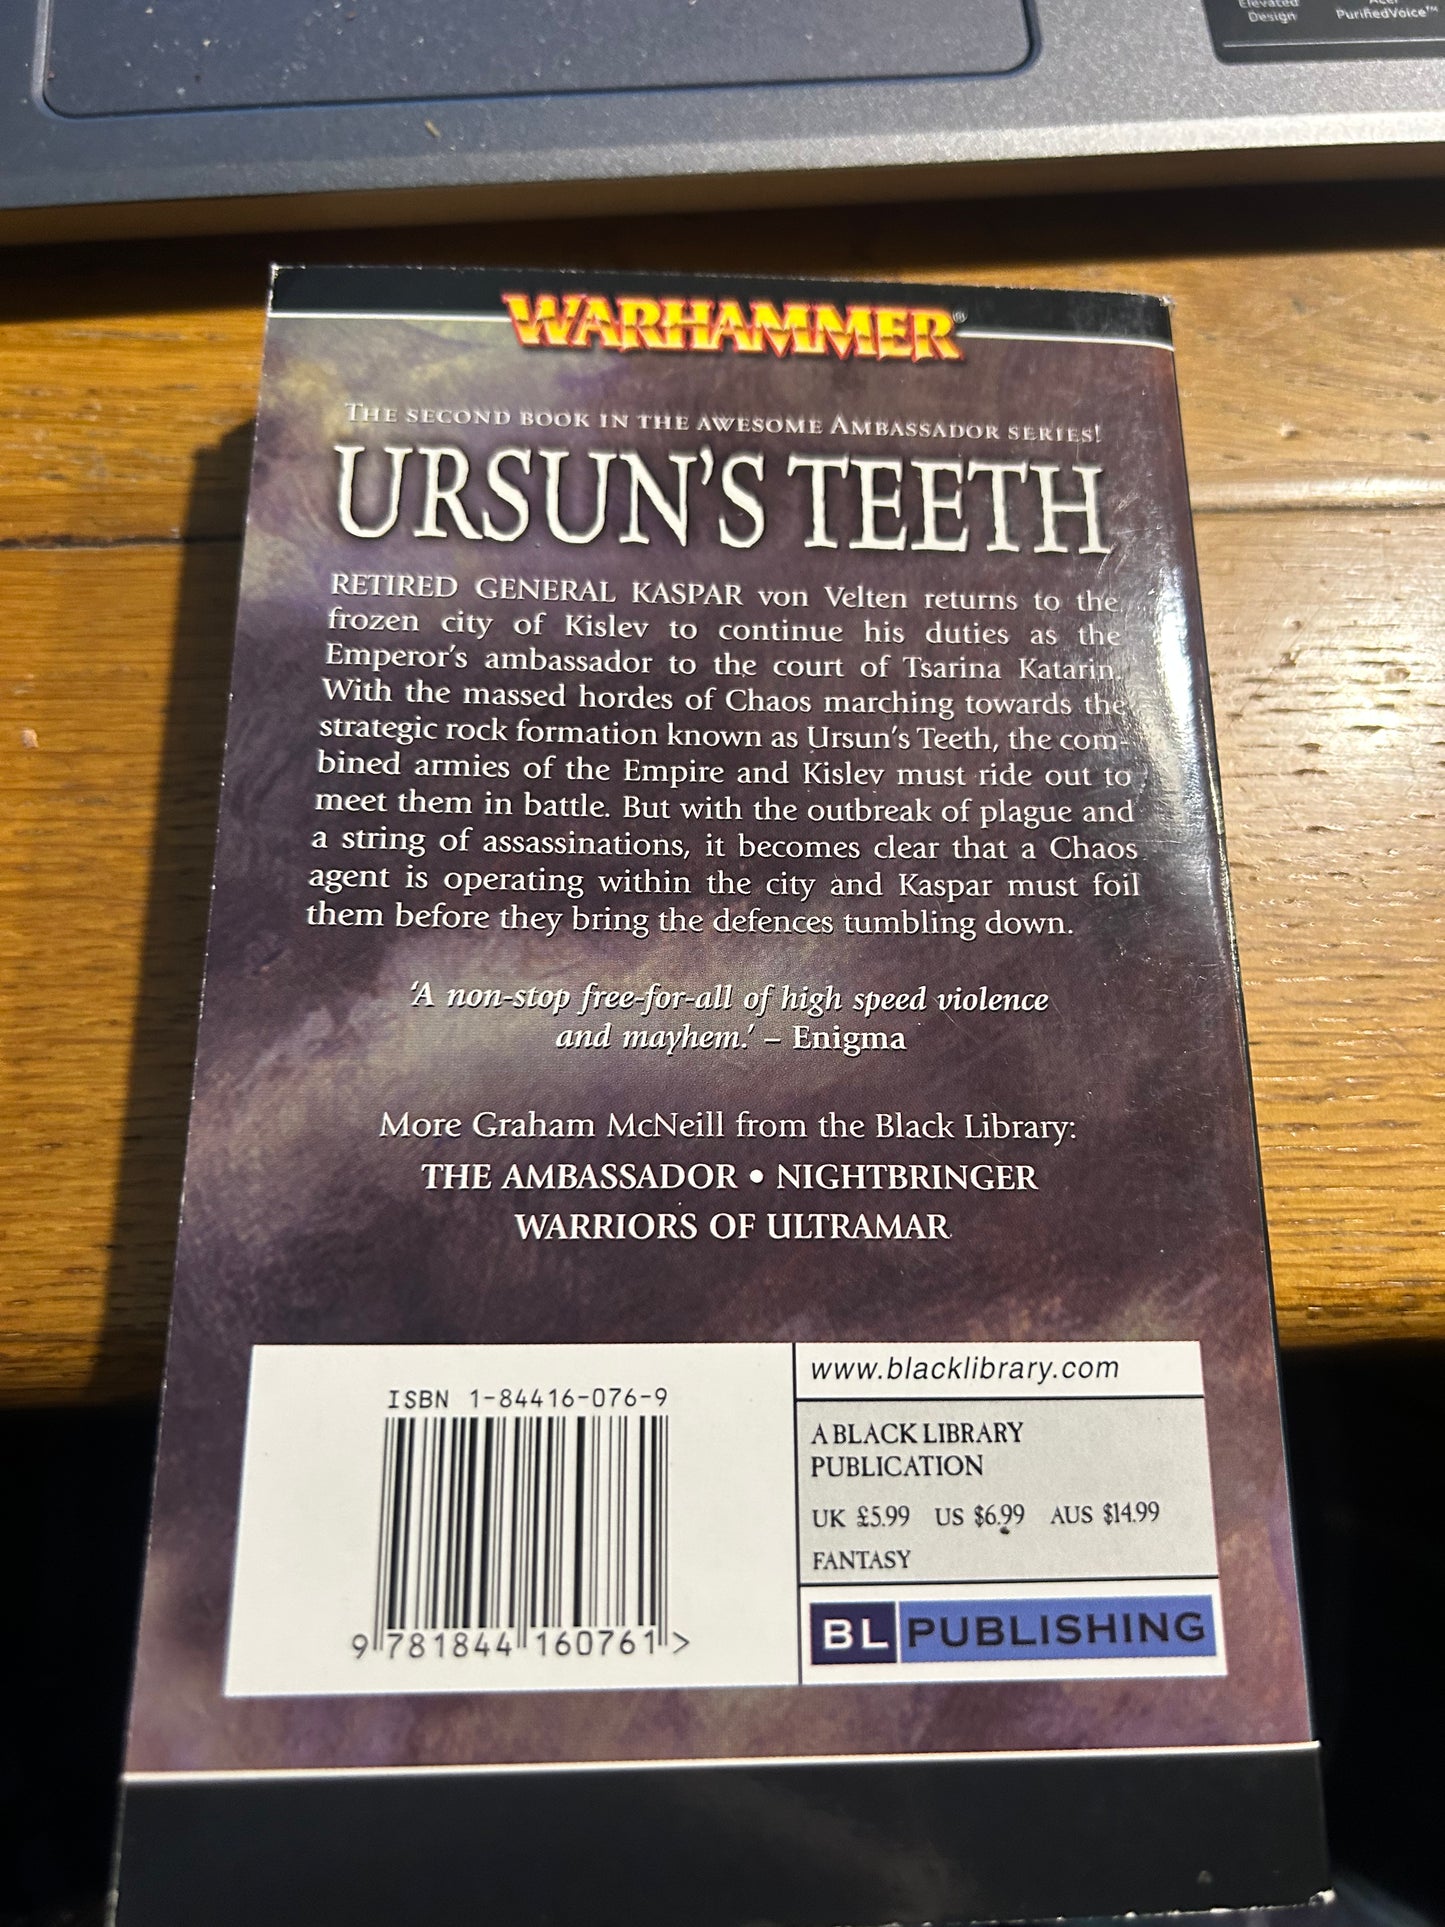 Elevated
Design
Acer
PurifiedVoice™
WARHAMMER®
THE SECOND BOOK IN THE AWESOME AMBASSADOR SERIES!
URSUN'S TEETH
RETIRED GENERAL KASPAR von Velten returns to the
frozen city of Kislev to continue his duties as the
Emperor's ambassador to the court of Tsarina Katarin.
With the massed hordes of Chaos marching towards the
strategic rock formation known as Ursun's Teeth, the com-
bined armies of the Empire and Kislev must ride out to
meet them in battle. But with the outbreak of plague and
a string of assassinations, it becomes clear that a Chaos
agent is operating within the city and Kaspar must foil
them before they bring the defences tumbling down.
'A non-stop free-for-all of high speed violence
and mayhem.' – Enigma
More Graham McNeill from the Black Library:
THE AMBASSADOR • NIGHTBRINGER
WARRIORS OF ULTRAMAR
ISBN 1-84416-076-9
9 781844 160761 >
www.blacklibrary.com
A BLACK LIBRARY
PUBLICATION
UK £5.99 US $6.99 AUS $14.99
FANTASY
BL PUBLISHING